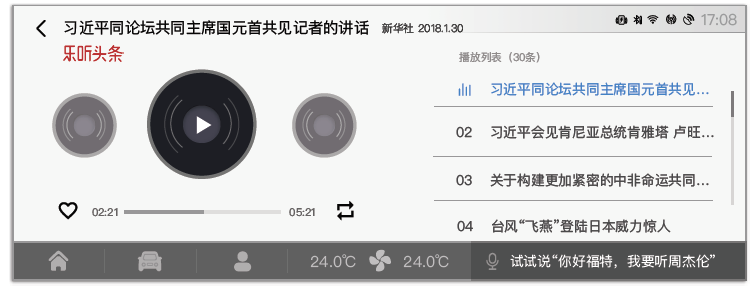 习近平同论坛共同主席国元首共见记者的讲话 新华社 2018.1.30
17:08
乐听头条
播放列表（30条）
习近平同论坛共同主席国元首共见...
02 习近平会见肯尼亚总统肯雅塔 卢旺...
03 关于构建更加紧密的中非命运共同...
04 台风“飞燕”登陆日本威力惊人
02:21 05:21
24.0℃ 24.0℃
试试说“你好福特，我要听周杰伦”